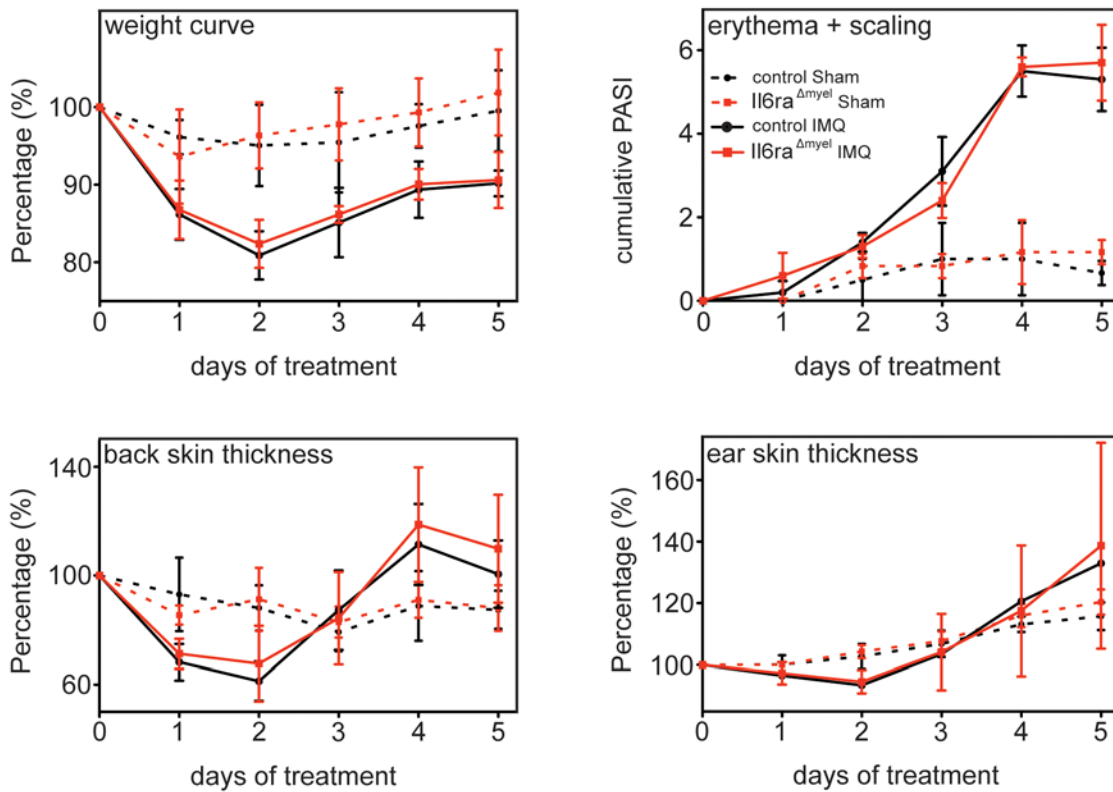 weight curve
Percentage (%)
100
90
80
0 1 2 3 4 5
days of treatment
erythema + scaling
cumulative PASI
6
4
2
0
control Sham
Il6ra Δmyel Sham
control IMQ
Il6ra Δmyel IMQ
0 1 2 3 4 5
days of treatment
back skin thickness
Percentage (%)
140
100
60
0 1 2 3 4 5
days of treatment
ear skin thickness
Percentage (%)
160
140
120
100
0 1 2 3 4 5
days of treatment